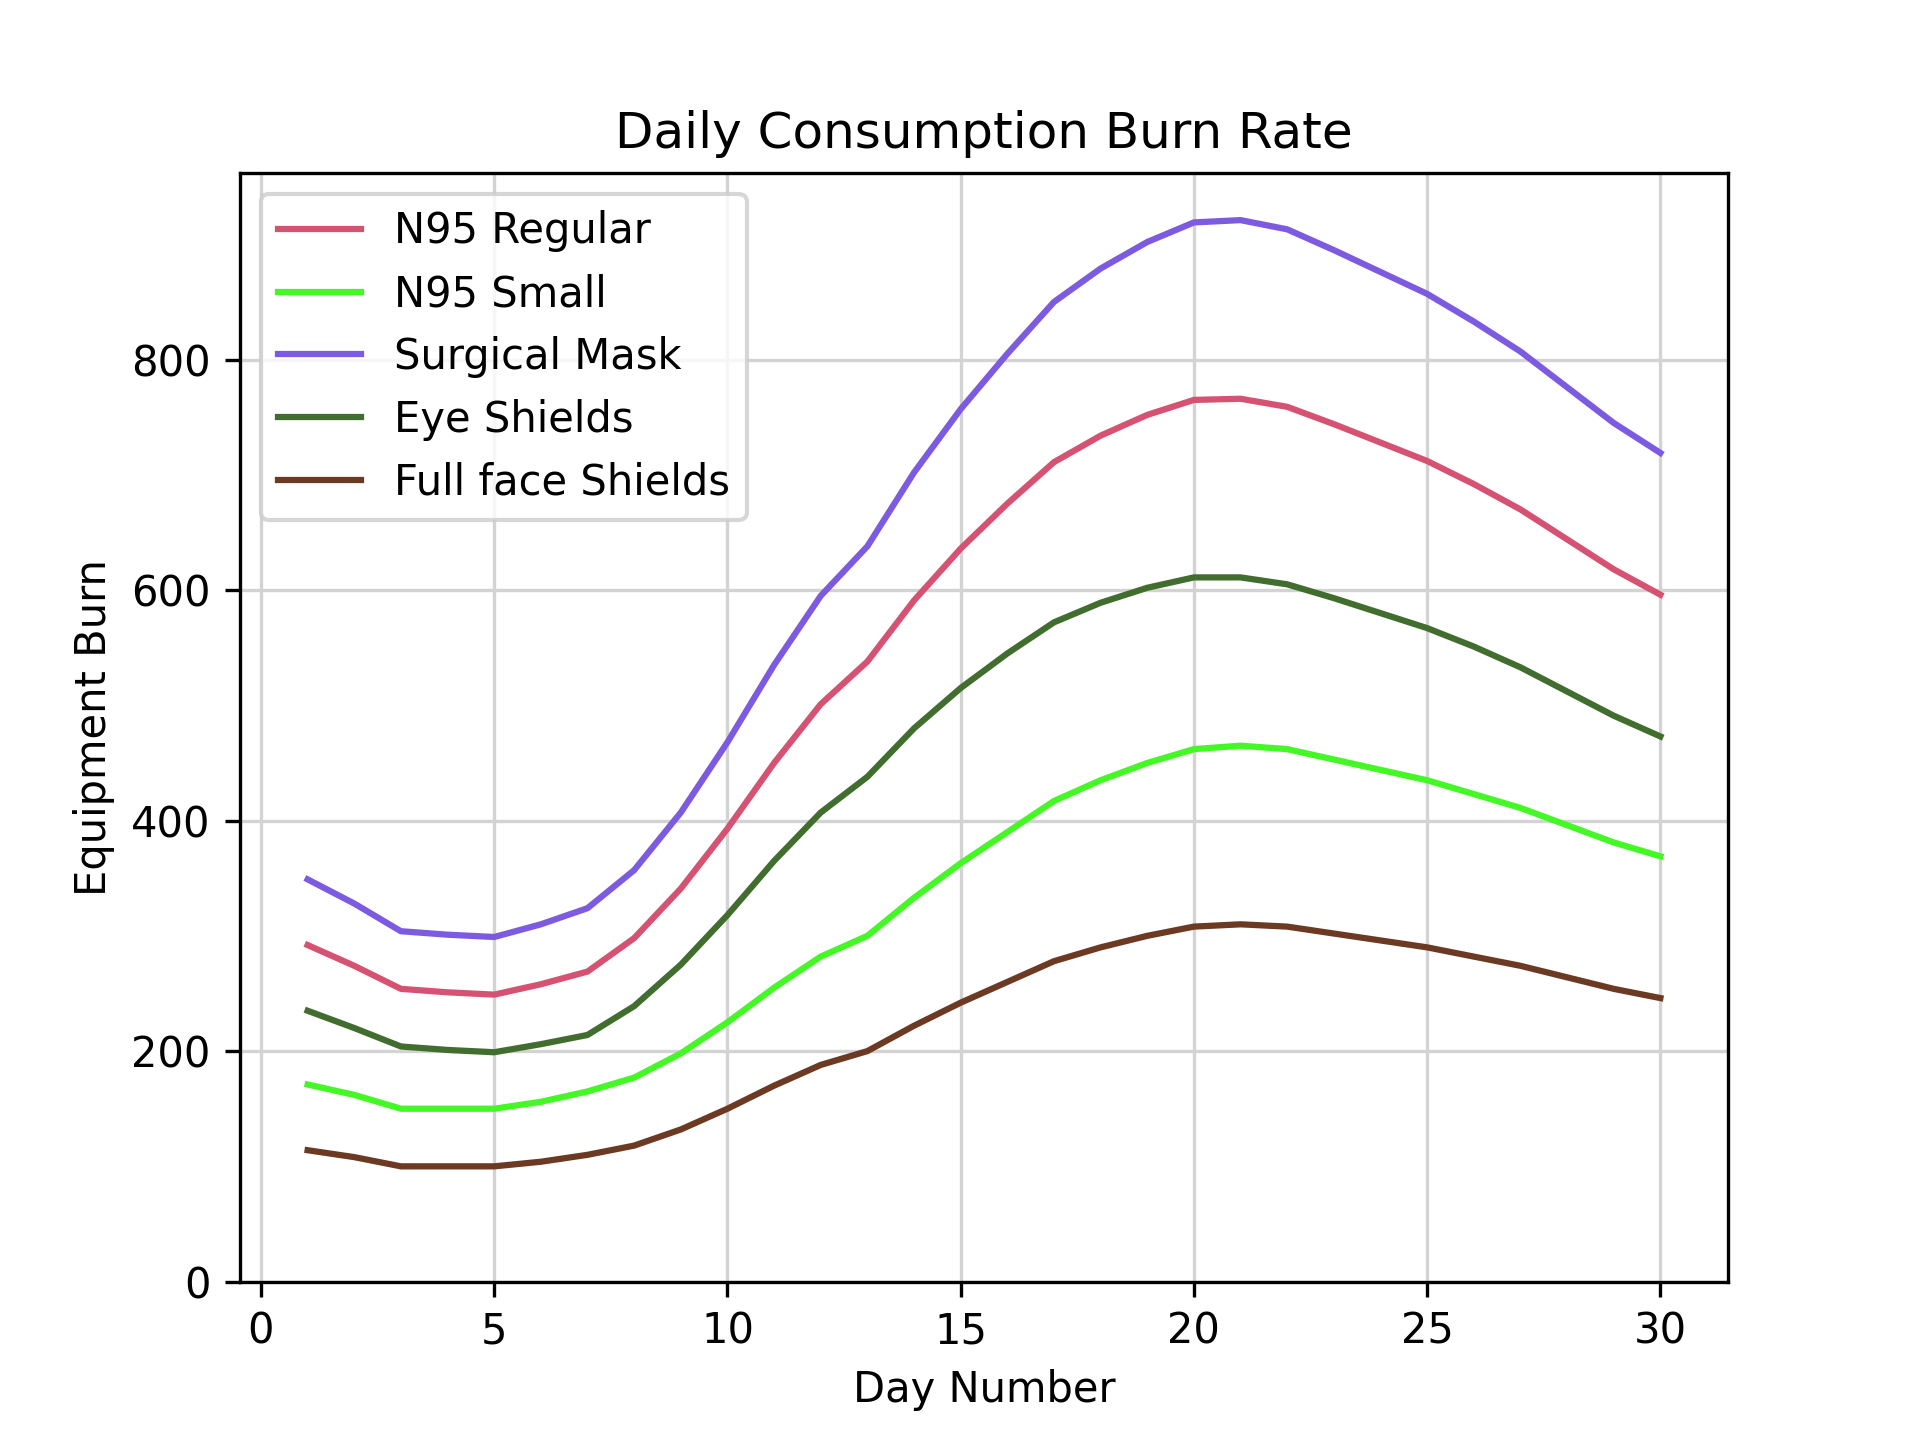 Daily Consumption Burn Rate
N95 Regular
N95 Small
Surgical Mask
Eye Shields
Full face Shields
Equipment Burn
800
600
400
200
0
0 5 10 15 20 25 30
Day Number